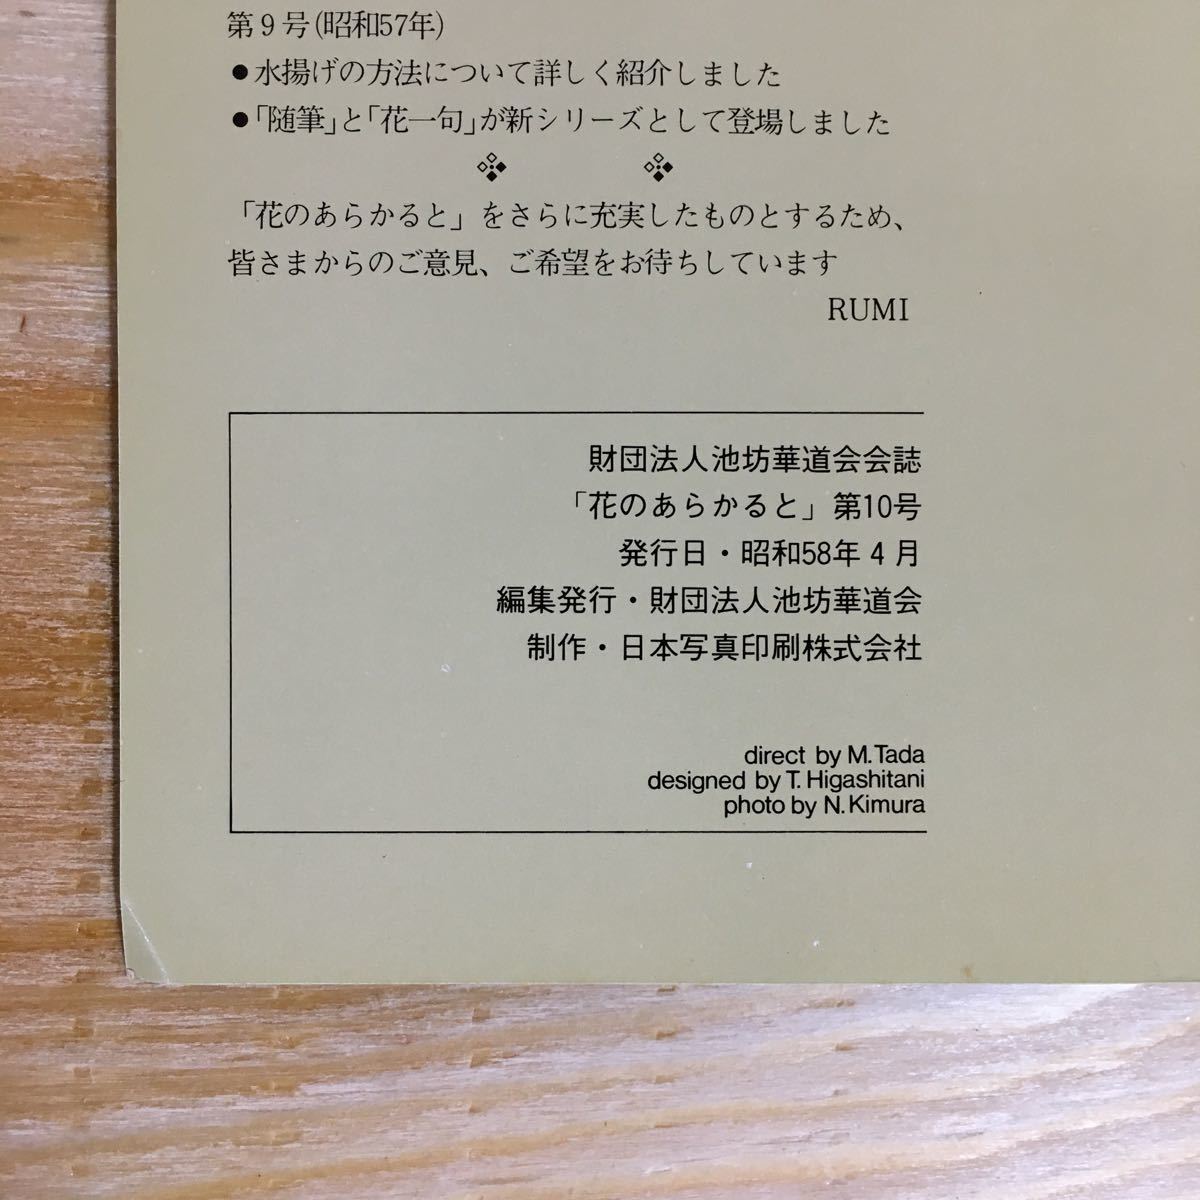 第9号(昭和57年)
●水揚げの方法について詳しく紹介しました
●「随筆」と「花一句」が新シリーズとして登場しました
「花のあらかると」をさらに充実したものとするため、
皆さまからのご意見、ご希望をお待ちしています
RUMI
財団法人池坊華道会会誌
「花のあらかると」第10号
発行日・昭和58年4月
編集発行・財団法人池坊華道会
制作・日本写真印刷株式会社
direct by M.Tada
designed by T. Higashitani
photo by N. Kimura